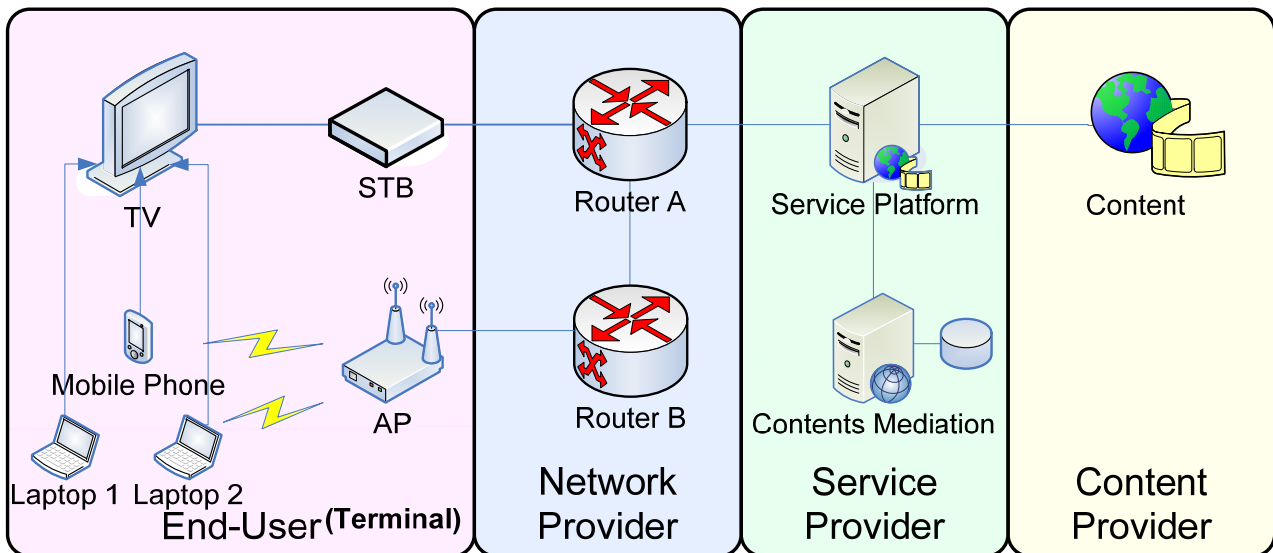 TV
STB
Router A
Service Platform
Content
Mobile Phone
AP
Router B
Contents Mediation
Laptop 1
Laptop 2
End-User (Terminal)
Network
Provider
Service
Provider
Content
Provider